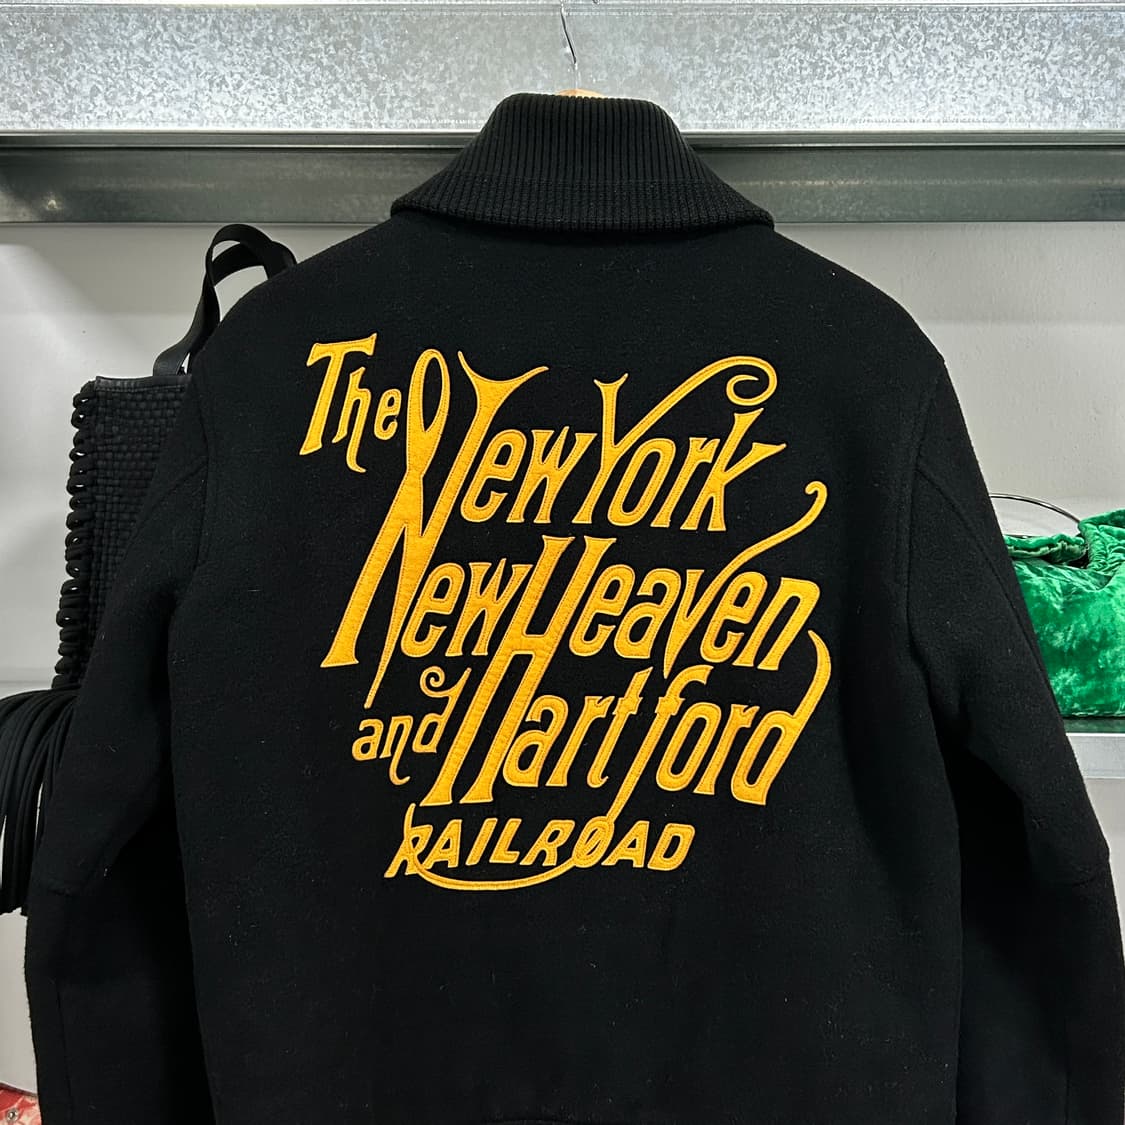 The New York
New Heaven
and Hartford
RAILROAD